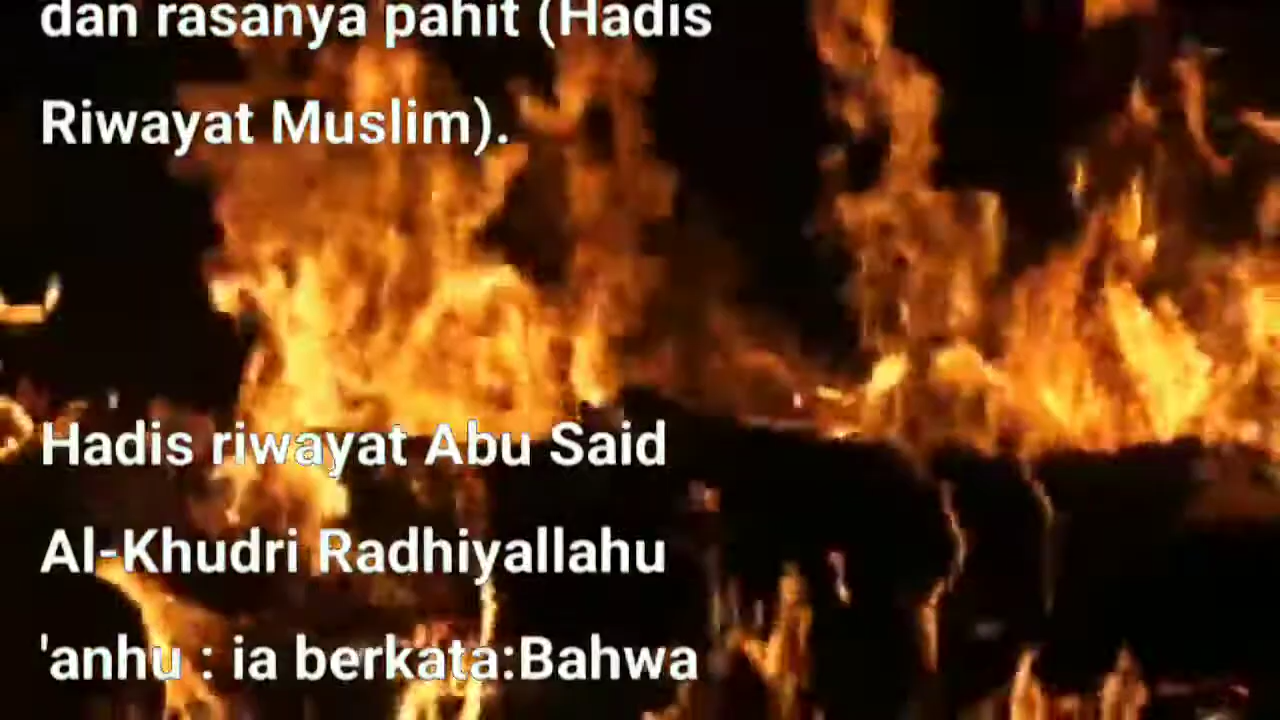 dan rasanya pahit (Hadis
Riwayat Muslim).
Hadis riwayat Abu Said
Al-Khudri Radhiyallahu
'anhu : ia berkata:Bahwa